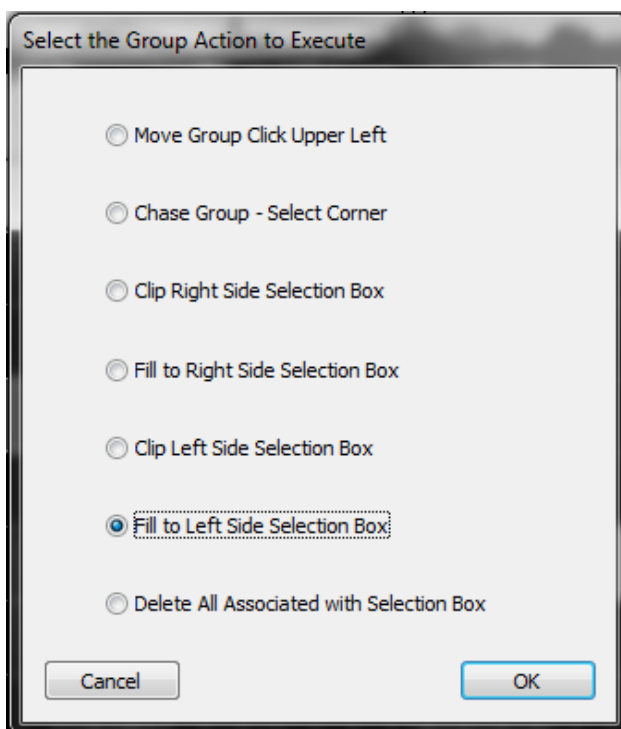 Select the Group Action to Execute
Move Group Click Upper Left
Chase Group - Select Corner
Clip Right Side Selection Box
Fill to Right Side Selection Box
Clip Left Side Selection Box
Fill to Left Side Selection Box
Delete All Associated with Selection Box
Cancel
OK